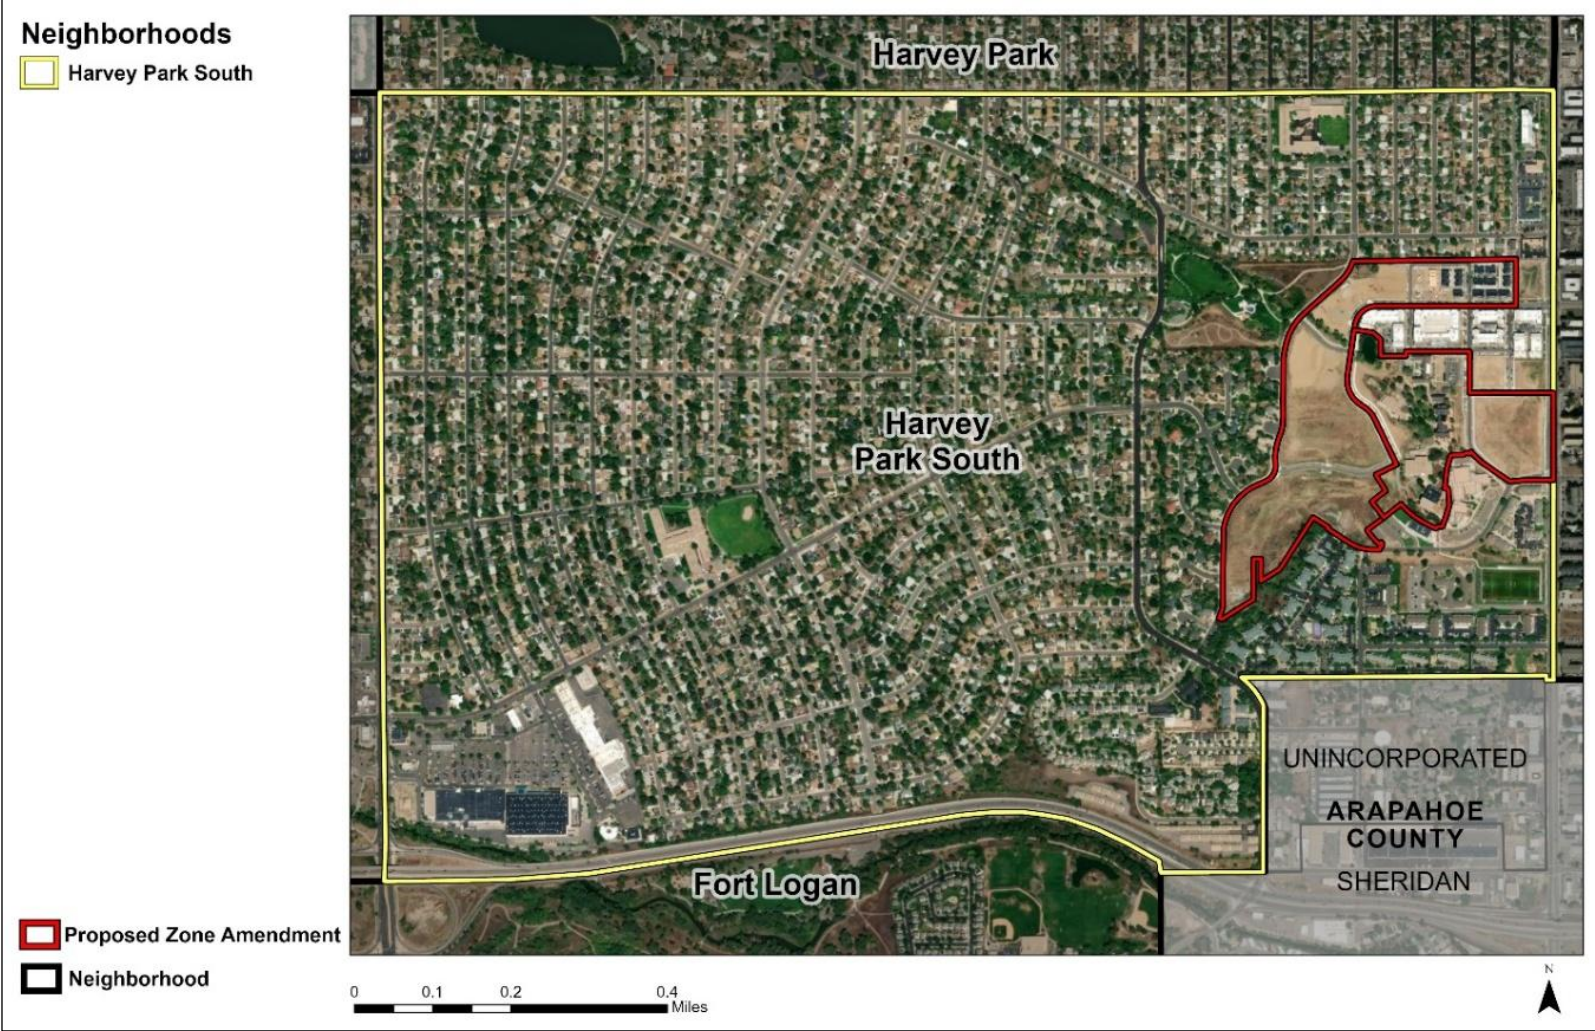 Neighborhoods
Harvey Park South
Harvey Park
Harvey
Park South
UNINCORPORATED
ARAPAHOE
COUNTY
SHERIDAN
Fort Logan
Proposed Zone Amendment
Neighborhood
0 0.1 0.2 0.4
Miles
N